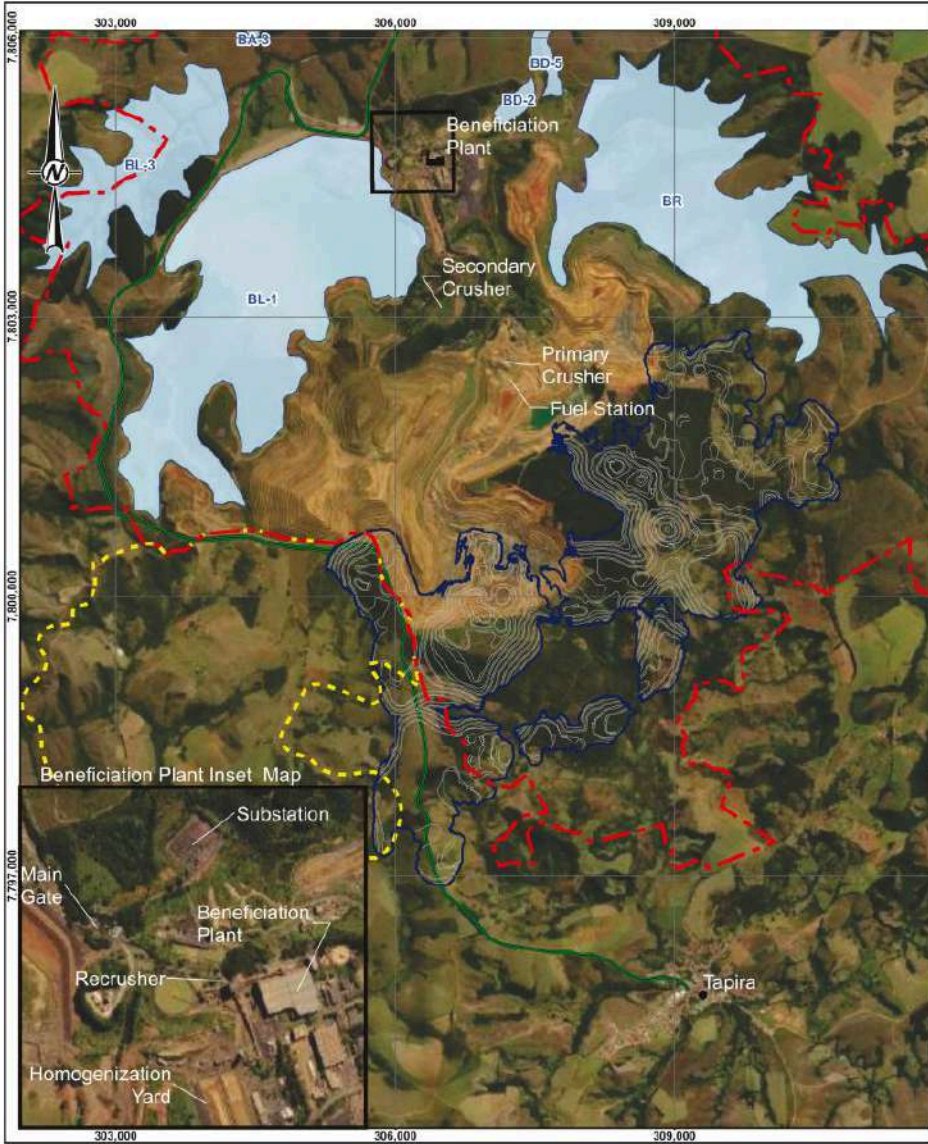 303,000
306,000
309,000
7,806,000
BA-3
BD-5
BD-2
Beneficiation
Plant
BL-3
N
BR
Secondary
Crusher
BL-1
7,803,000
Primary
Crusher
Fuel Station
7,800,000
Beneficiation Plant Inset Map
Substation
7,797,000
Main
Gate
Beneficiation
Plant
Recrusher
Tapira
Homogenization
Yard
303,000
306,000
309,000